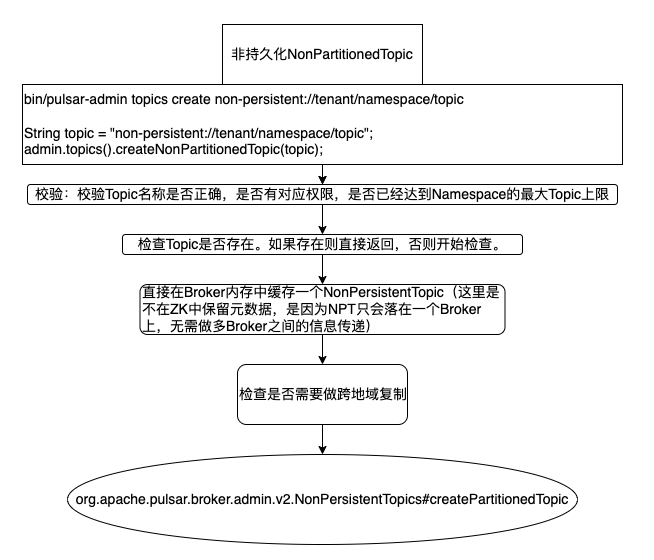 非持久化NonPartitionedTopic
bin/pulsar-admin topics create non-persistent://tenant/namespace/topic
String topic = "non-persistent://tenant/namespace/topic";
admin.topics().createNonPartitionedTopic(topic);
校验：校验Topic名称是否正确，是否有对应权限，是否已经达到Namespace的最大Topic上限
检查Topic是否存在。如果存在则直接返回，否则开始检查。
直接在Broker内存中缓存一个NonPersistentTopic（这里是
不在ZK中保留元数据，是因为NPT只会落在一个Broker
上，无需做多Broker之间的信息传递）
检查是否需要做跨地域复制
org.apache.pulsar.broker.admin.v2.NonPersistentTopics#createPartitionedTopic